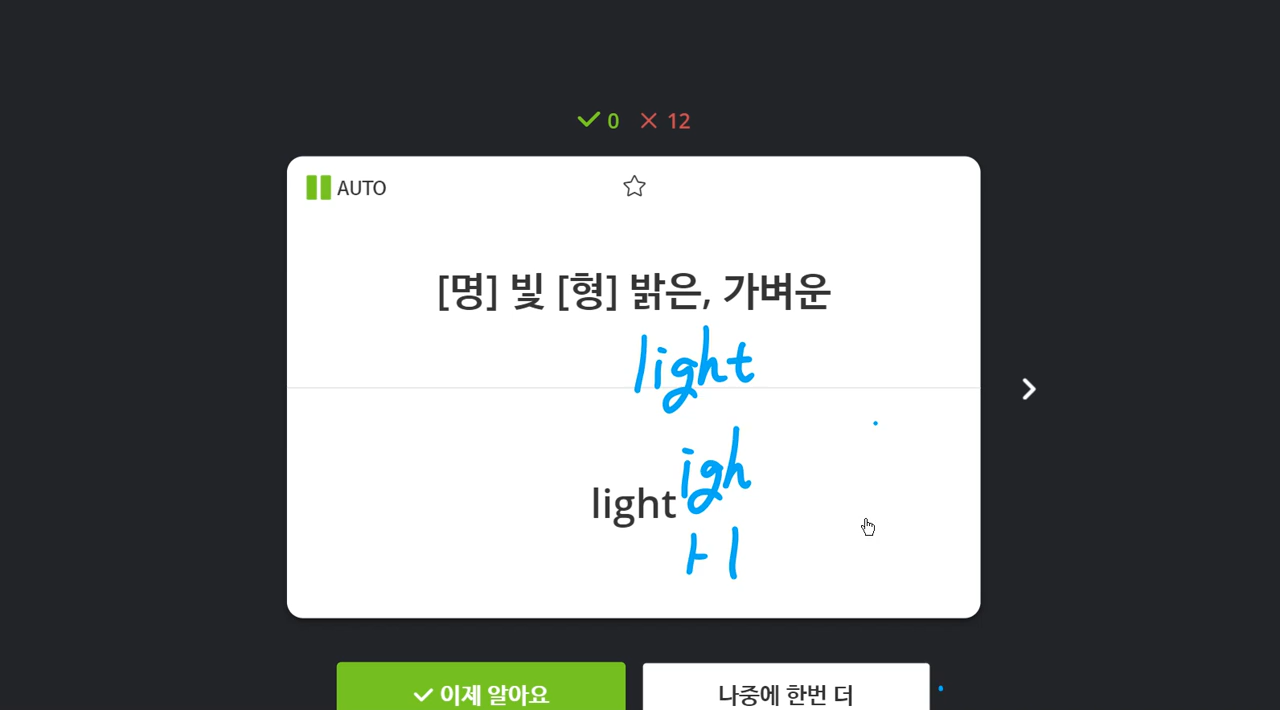 0 12
AUTO
[명] 빛 [형] 밝은, 가벼운
light
igh
light
ㅏㅣ
이제 알아요 나중에 한번 더